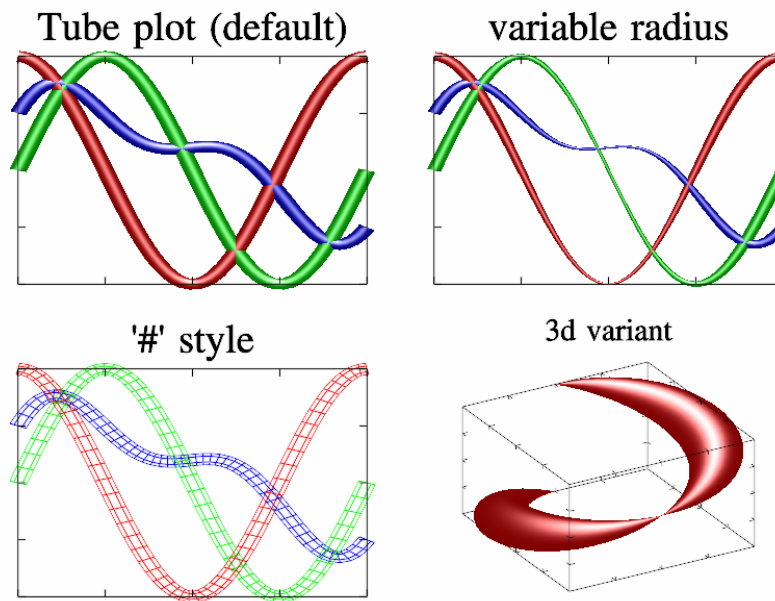 Tube plot (default)
variable radius
'#' style
3d variant